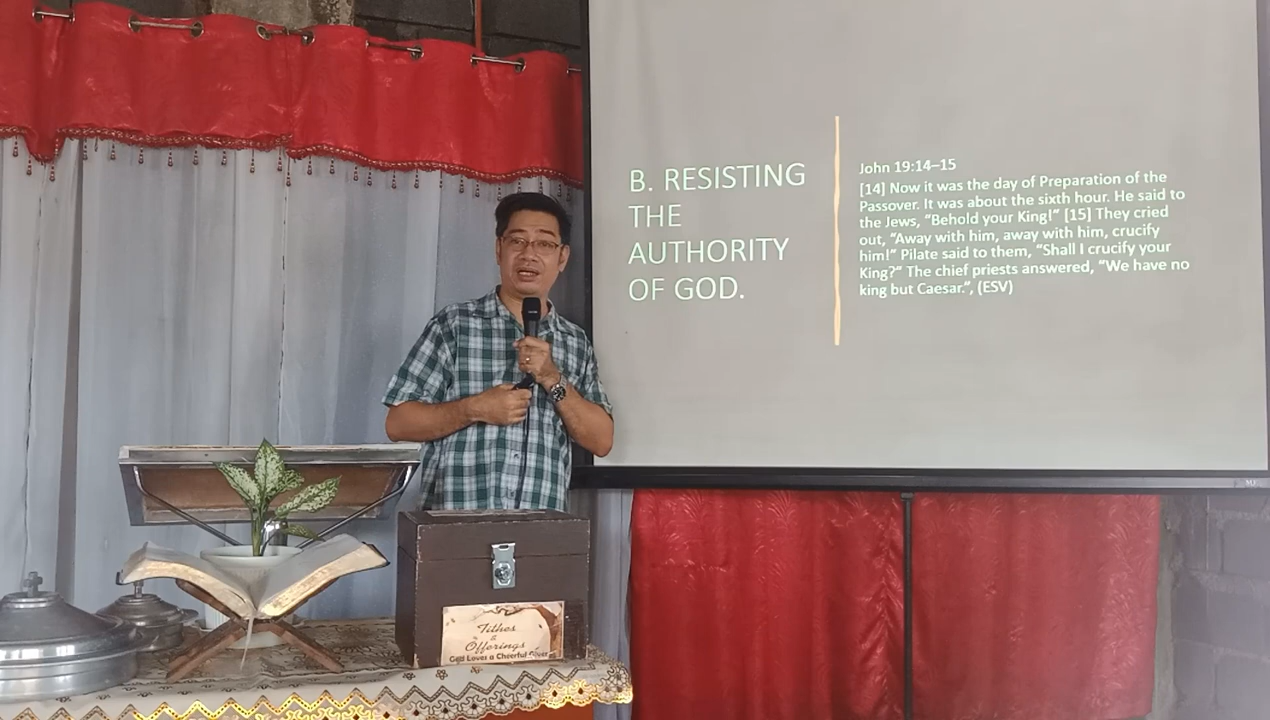 B. RESISTING
THE
AUTHORITY
OF GOD.
John 19:14–15
[14] Now it was the day of Preparation of the
Passover. It was about the sixth hour. He said to
the Jews, “Behold your King!” [15] They cried
out, “Away with him, away with him, crucify
him!” Pilate said to them, “Shall I crucify your
King?” The chief priests answered, “We have no
king but Caesar.”, (ESV)
Tithes
&
Offerings
God Loves a Cheerful Giver